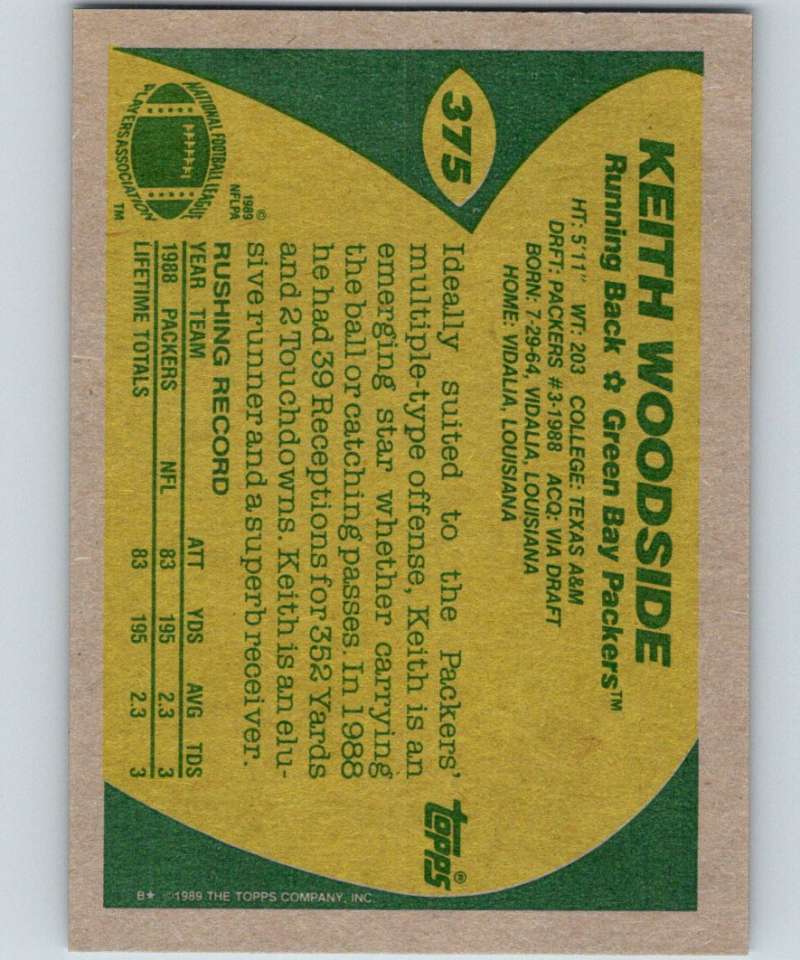 375
KEITH WOODSIDE
Running Back ✿ Green Bay Packers™
HT: 5'11" WT: 203 COLLEGE: TEXAS A&M
DRFT: PACKERS #3-1988 ACQ: VIA DRAFT
BORN: 7-29-64, VIDALIA, LOUISIANA
HOME: VIDALIA, LOUISIANA
Ideally suited to the Packers'
multiple-type offense, Keith is an
emerging star whether carrying
the ball or catching passes. In 1988
he had 39 Receptions for 352 Yards
and 2 Touchdowns. Keith is an elu-
sive runner and a superb receiver.
topps®
NATIONAL FOOTBALL LEAGUE
PLAYERS ASSOCIATION
TM
©
1989
NFLPA
RUSHING RECORD
YEAR TEAM ATT YDS AVG TDS
1988 PACKERS NFL 83 195 2.3 3
LIFETIME TOTALS 83 195 2.3 3
B★ ©1989 THE TOPPS COMPANY, INC.